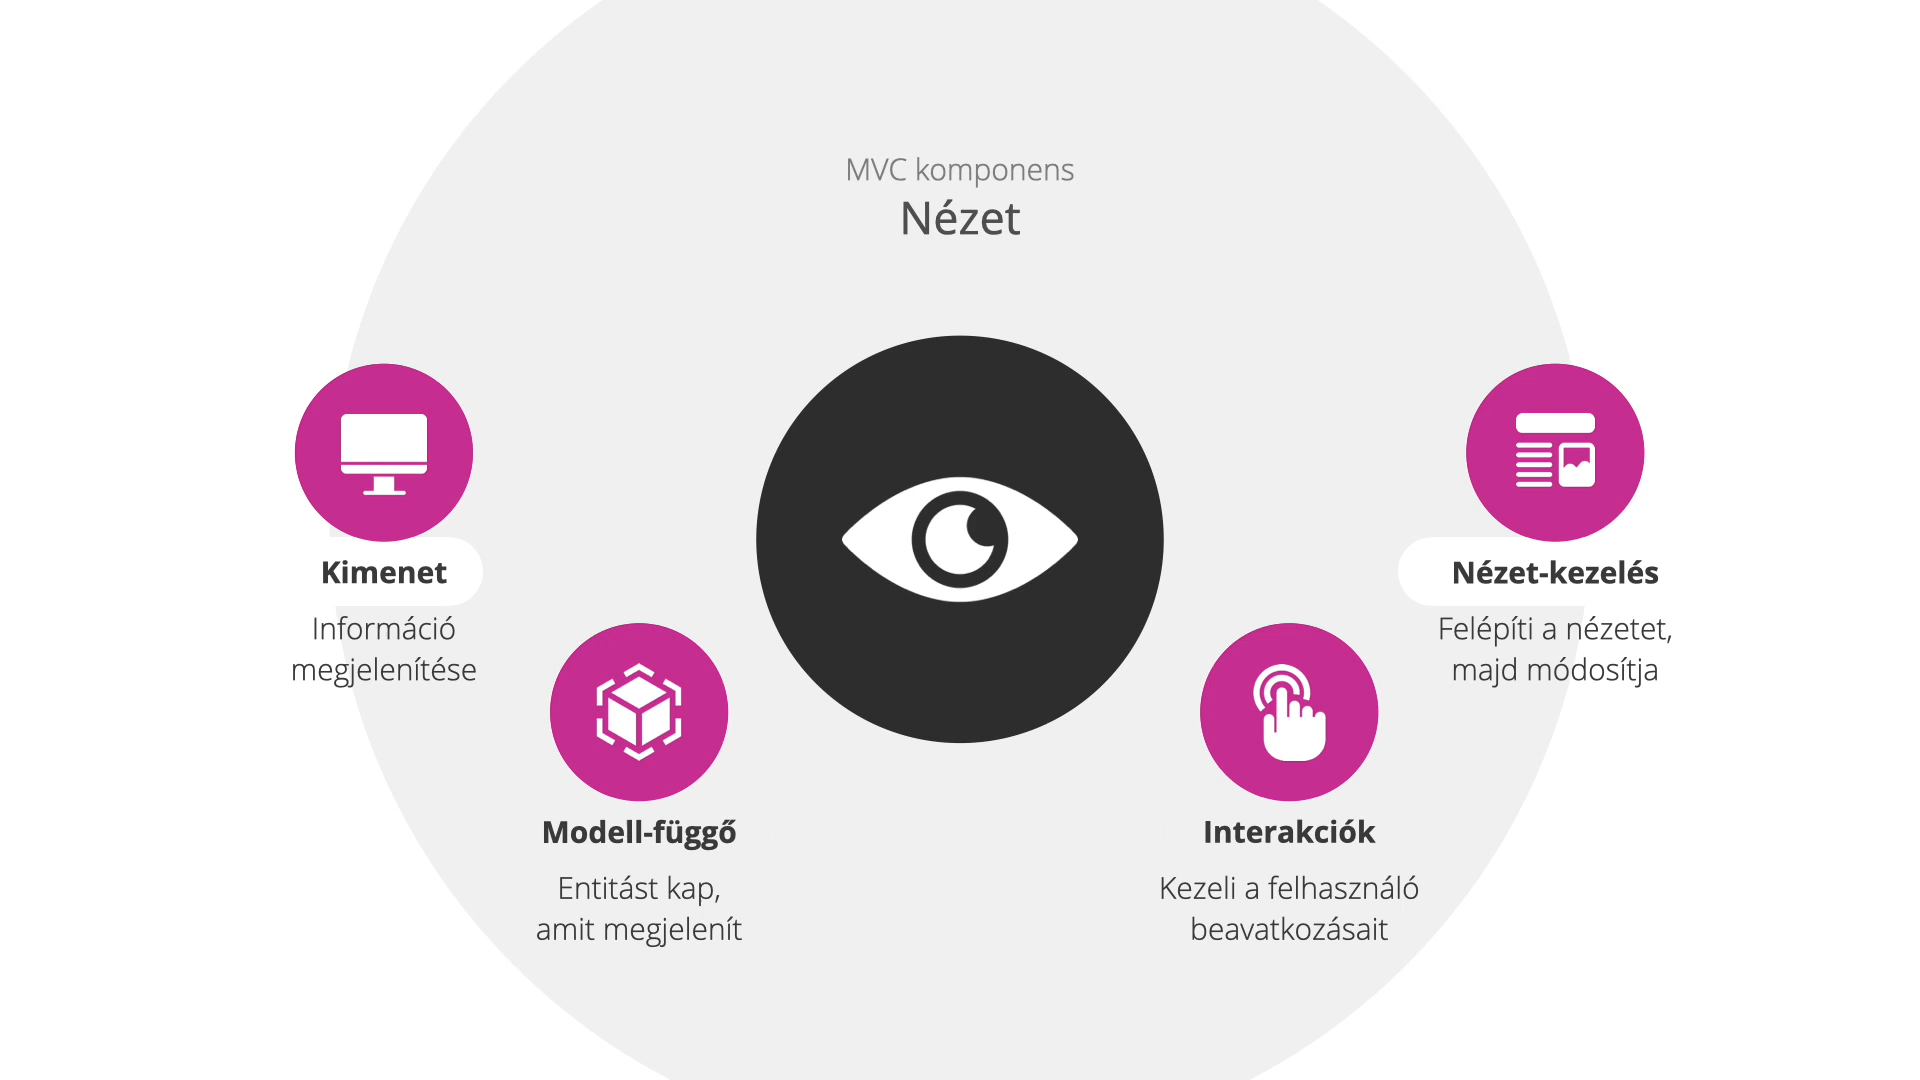 MVC komponens
Nézet
Kimenet
Információ
megjelenítése
Modell-függő
Entitást kap,
amit megjelenít
Interakciók
Kezeli a felhasználó
beavatkozásait
Nézet-kezelés
Felépíti a nézetet,
majd módosítja